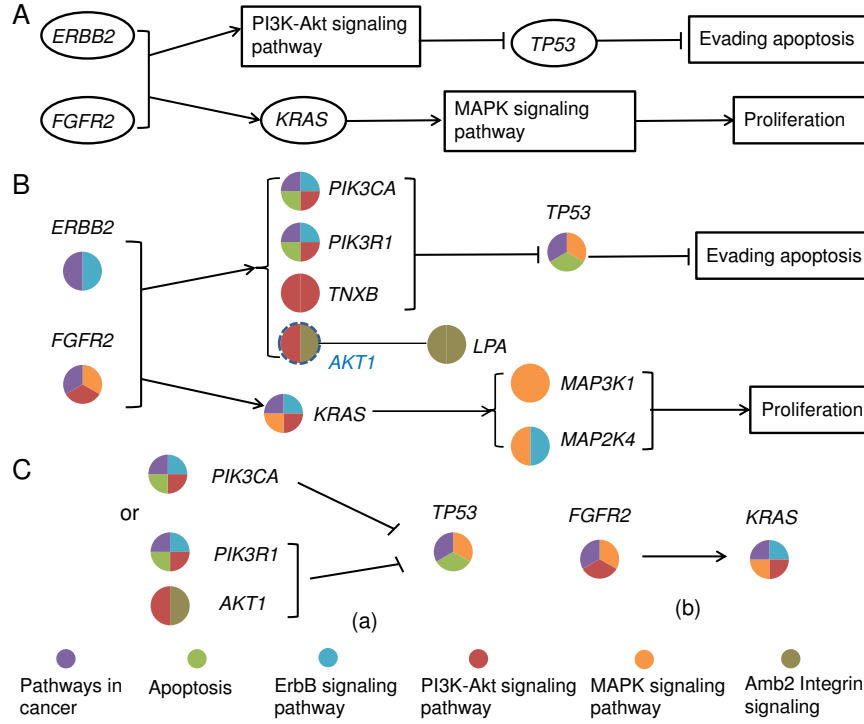 A
ERBB2
PI3K-Akt signaling
pathway
TP53
Evading apoptosis
FGFR2
KRAS
MAPK signaling
pathway
Proliferation
B
ERBB2
PIK3CA
PIK3R1
TNXB
AKT1
LPA
TP53
Evading apoptosis
FGFR2
KRAS
MAP3K1
MAP2K4
Proliferation
C
PIK3CA
or
PIK3R1
AKT1
TP53
(a)
FGFR2
KRAS
(b)
Pathways in
cancer
Apoptosis
ErbB signaling
pathway
PI3K-Akt signaling
pathway
MAPK signaling
pathway
Amb2 Integrin
signaling